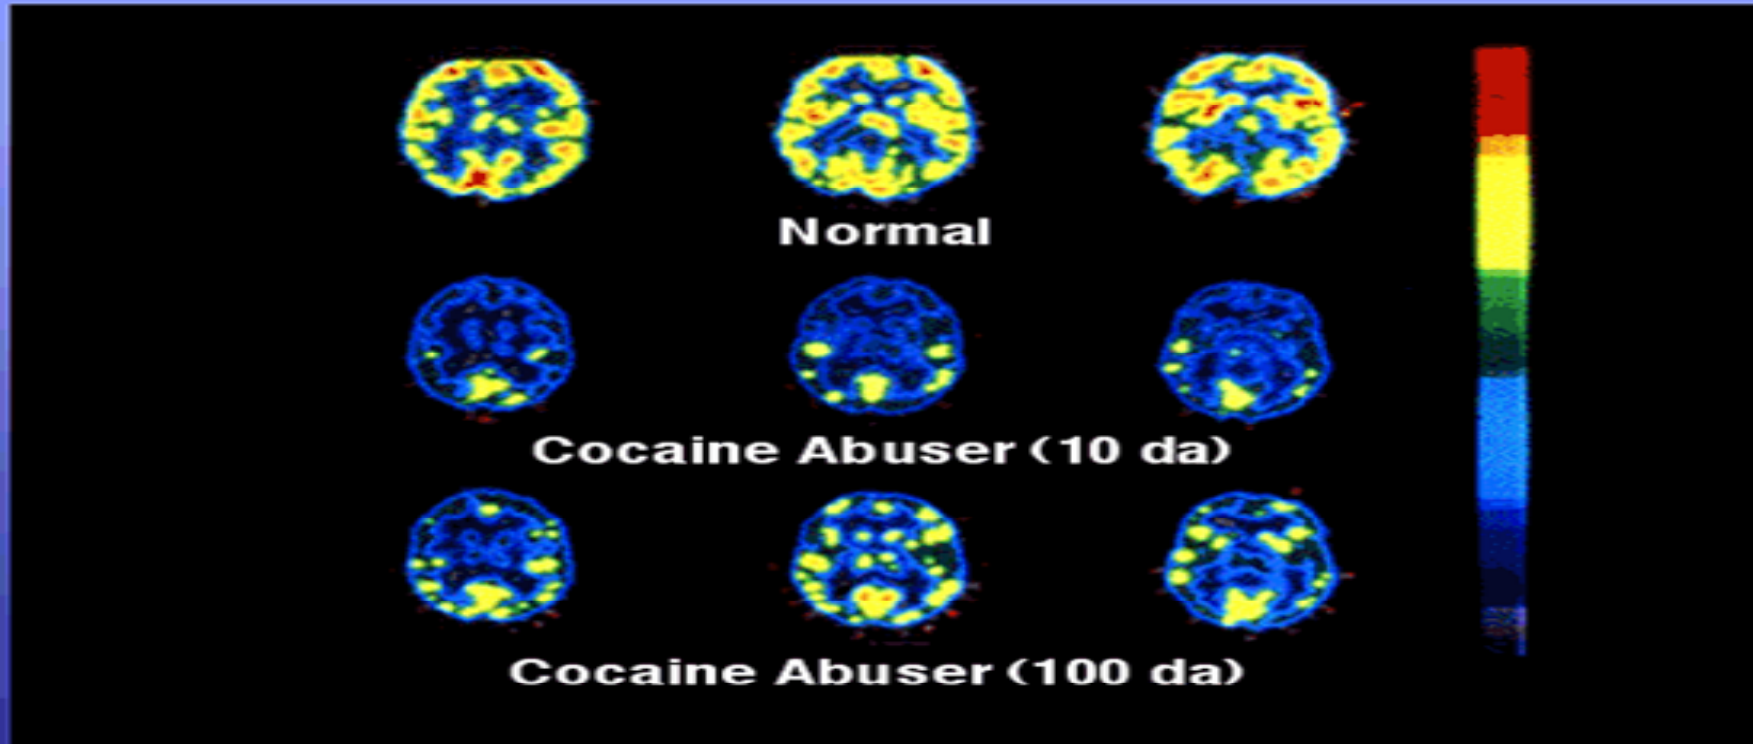 Normal
Cocaine Abuser (10 da)
Cocaine Abuser (100 da)